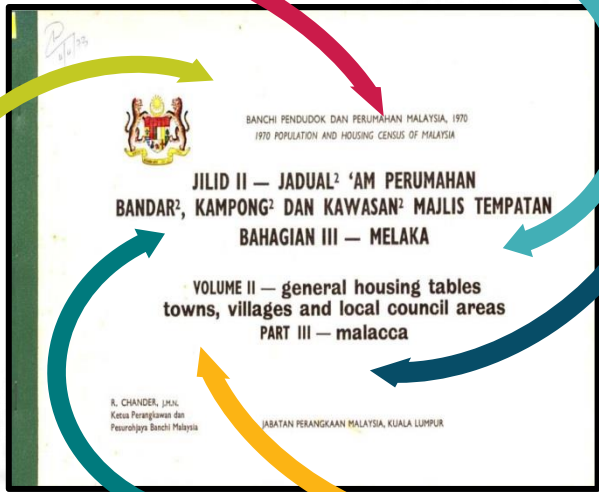 BANCHI PENDUDOK DAN PERUMAHAN MALAYSIA, 1970
1970 POPULATION AND HOUSING CENSUS OF MALAYSIA
JILID II — JADUAL² ‘AM PERUMAHAN
BANDAR², KAMPONG² DAN KAWASAN² MAJLIS TEMPATAN
BAHAGIAN III — MELAKA
VOLUME II — general housing tables
towns, villages and local council areas
PART III — malacca
R. CHANDER, J.M.N.
Ketua Perangkawan dan
Pesurohjaya Banchi Malaysia
JABATAN PERANGKAAN MALAYSIA, KUALA LUMPUR